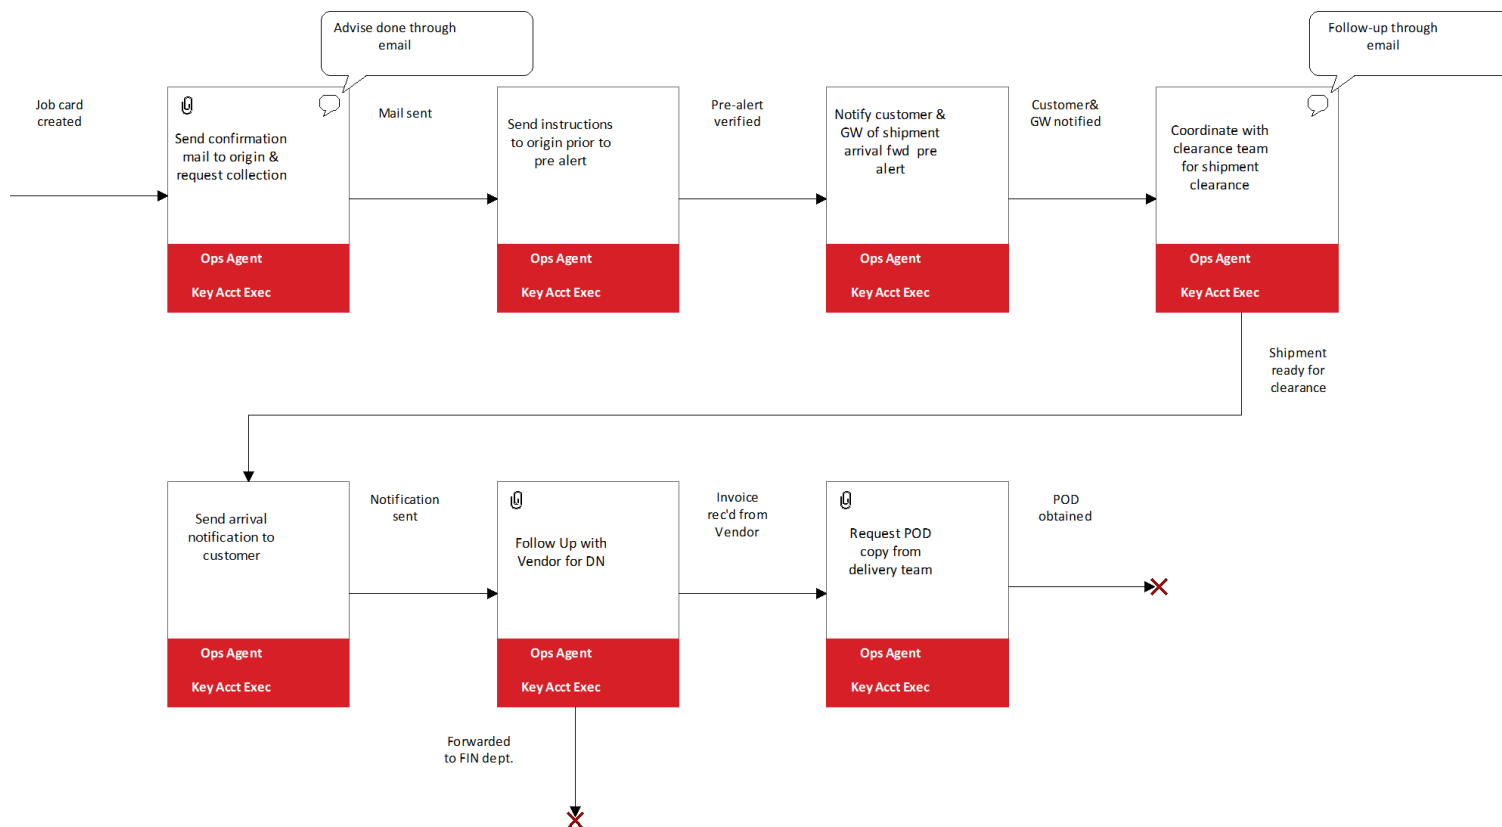 Advise done through
email
Follow-up through
email
Job card
created
Send confirmation
mail to origin &
request collection
Ops Agent
Key Acct Exec
Mail sent
Send instructions
to origin prior to
pre alert
Ops Agent
Key Acct Exec
Pre-alert
verified
Notify customer &
GW of shipment
arrival fwd  pre
alert
Ops Agent
Key Acct Exec
Customer&
GW notified
Coordinate with
clearance team
for shipment
clearance
Ops Agent
Key Acct Exec
Shipment
ready for
clearance
Send arrival
notification to
customer
Ops Agent
Key Acct Exec
Notification
sent
Follow Up with
Vendor for DN
Ops Agent
Key Acct Exec
Invoice
rec'd from
Vendor
Request POD
copy from
delivery team
Ops Agent
Key Acct Exec
POD
obtained
Forwarded
to FIN dept.